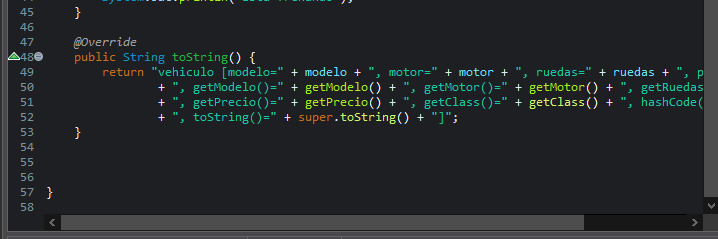 45 }
46
47 @Override
48 public String toString() {
49 return "vehiculo [modelo=" + modelo + ", motor=" + motor + ", ruedas=" + ruedas + ", p
50 + ", getModelo()=" + getModelo() + ", getMotor()=" + getMotor() + ", getRuedas
51 + ", getPrecio()=" + getPrecio() + ", getClass()=" + getClass() + ", hashCode(
52 + ", toString()=" + super.toString() + "]";
53 }
54
55
56
57 }
58